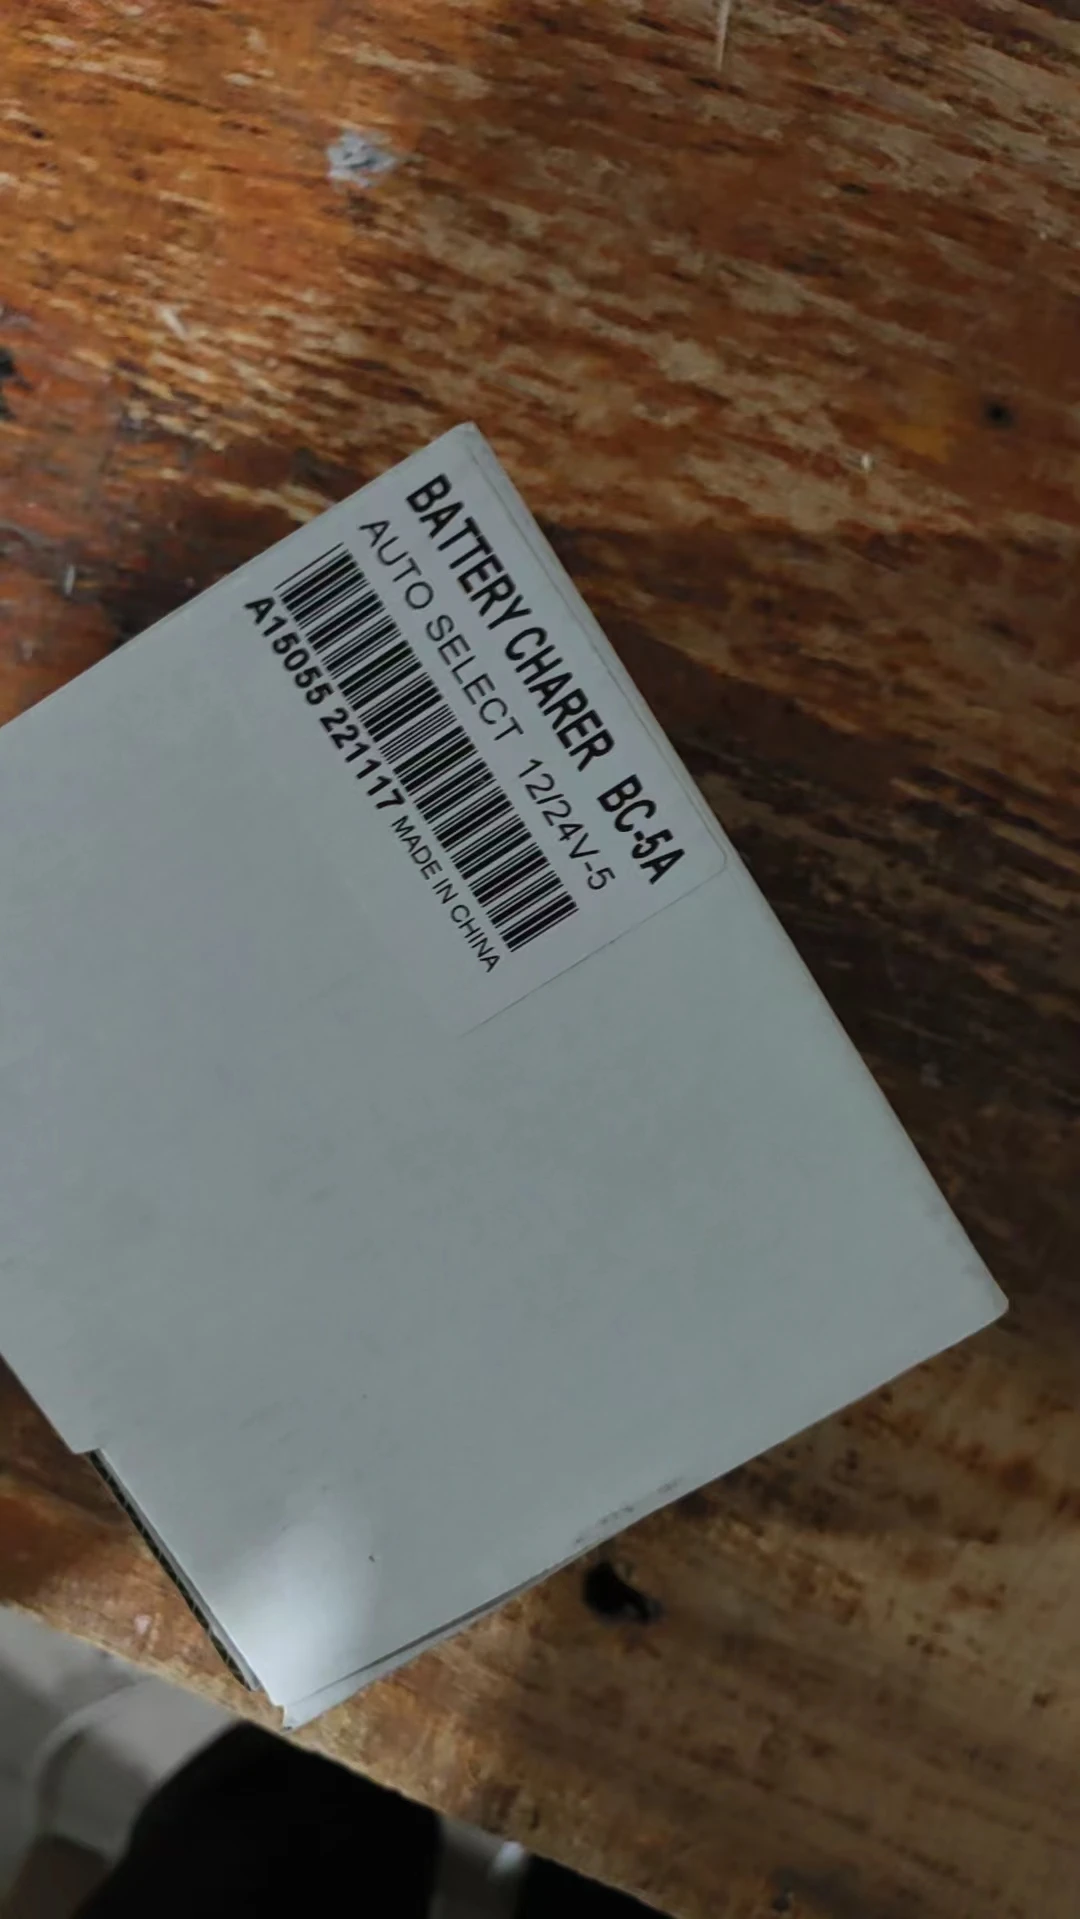 BATTERY CHARER BC-5A
AUTO SELECT 12/24V-5
A15055 221117 MADE IN CHINA